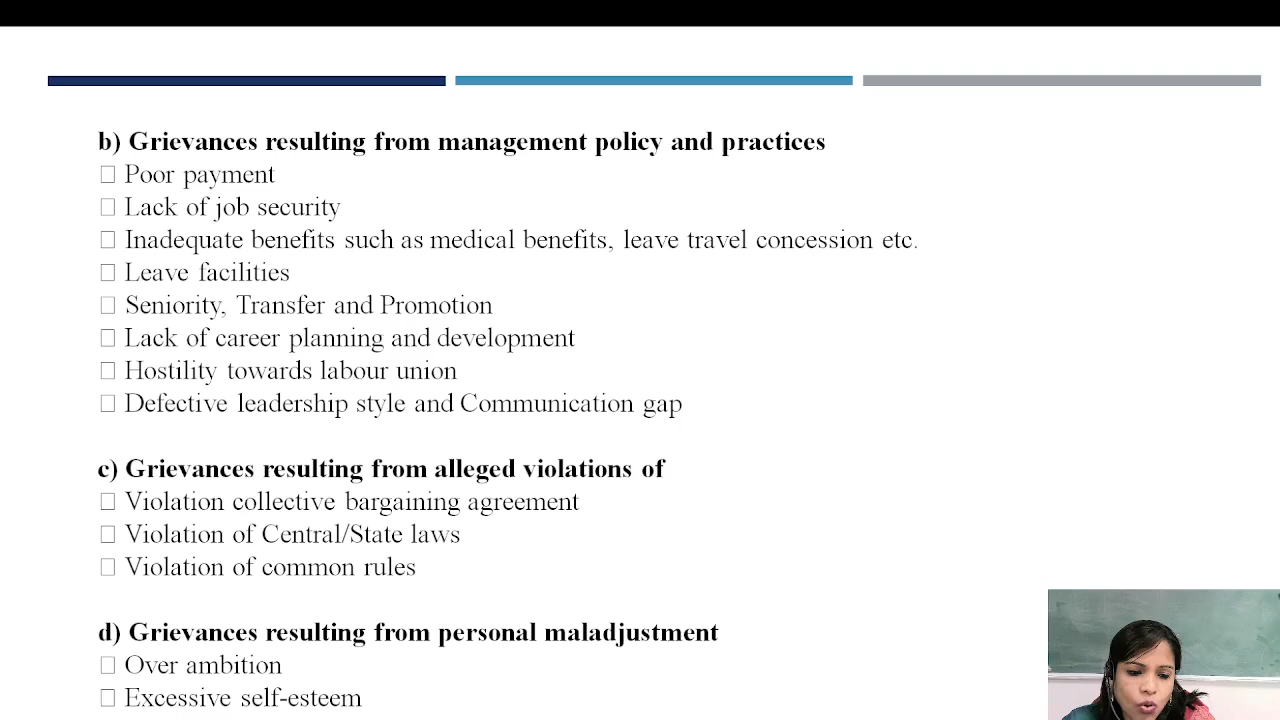 b) Grievances resulting from management policy and practices
Poor payment
Lack of job security
Inadequate benefits such as medical benefits, leave travel concession etc.
Leave facilities
Seniority, Transfer and Promotion
Lack of career planning and development
Hostility towards labour union
Defective leadership style and Communication gap
c) Grievances resulting from alleged violations of
Violation collective bargaining agreement
Violation of Central/State laws
Violation of common rules
d) Grievances resulting from personal maladjustment
Over ambition
Excessive self-esteem